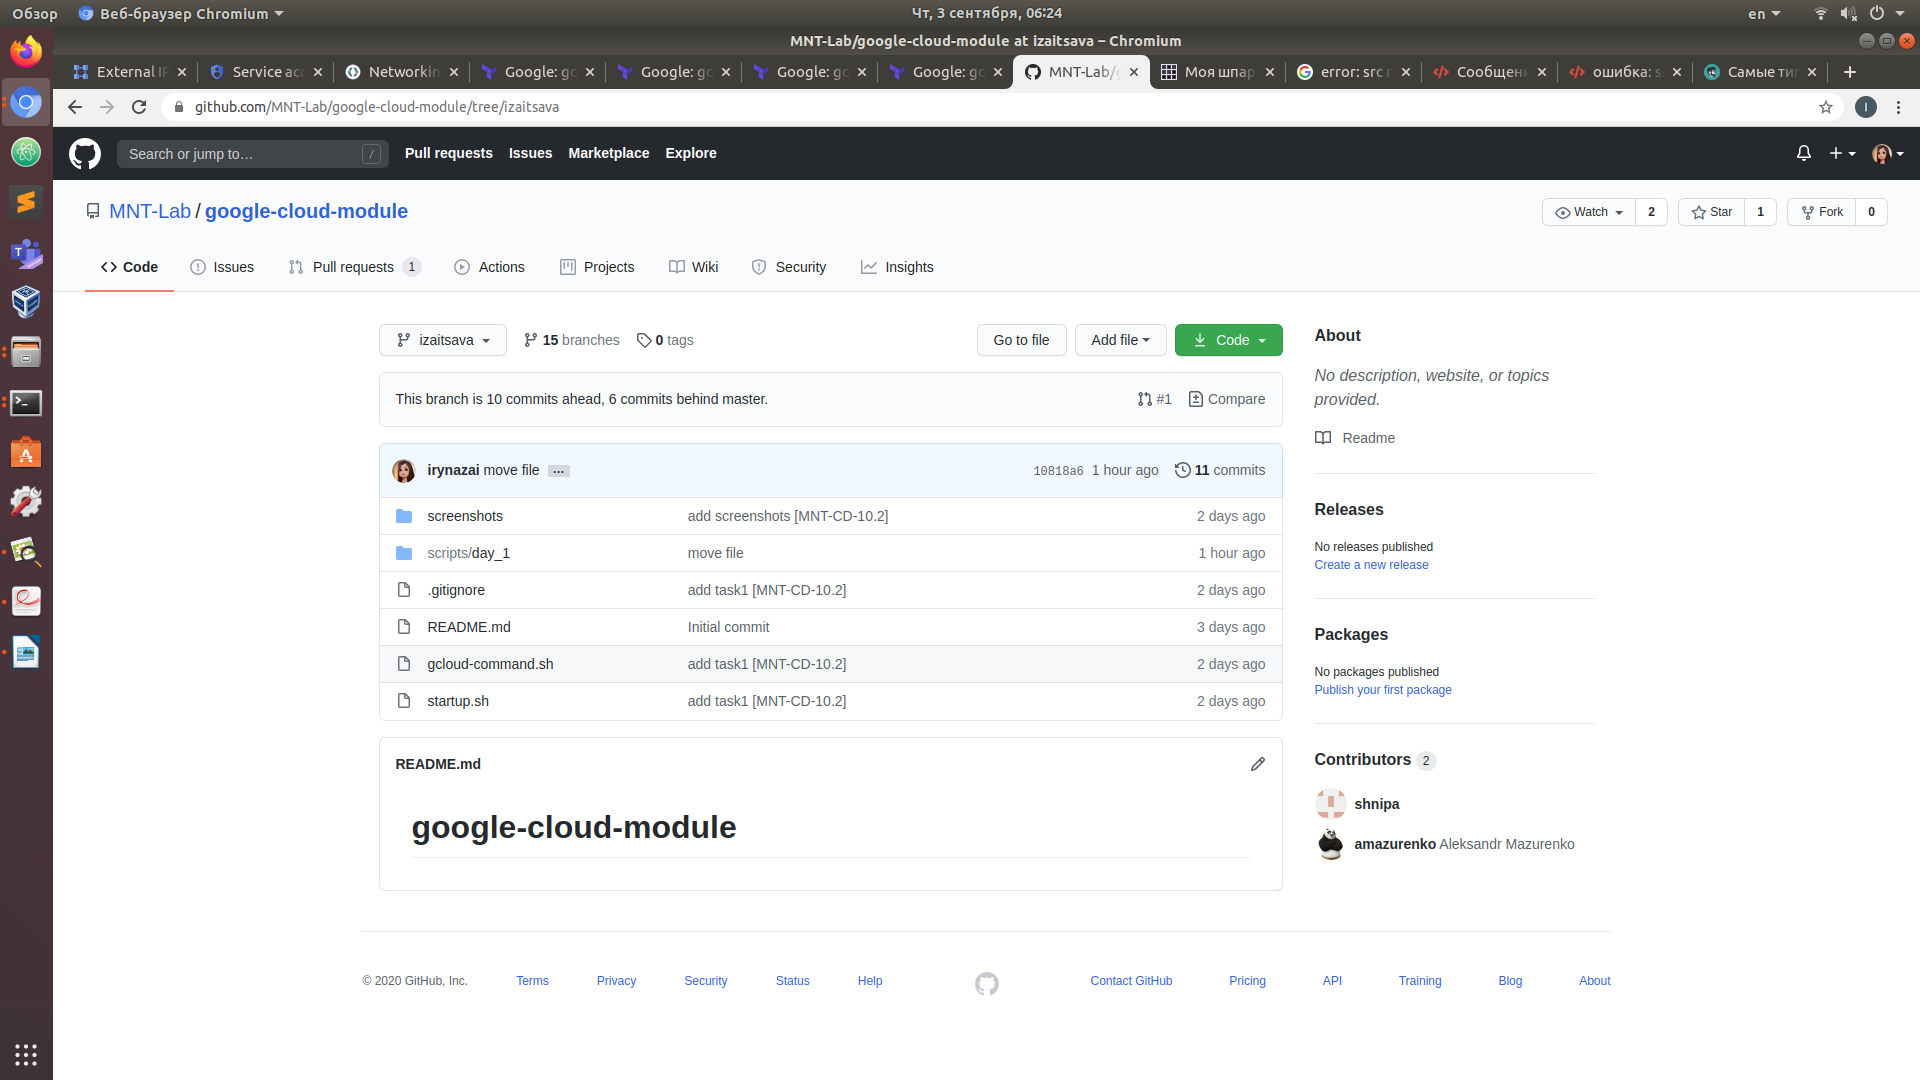 Обзор Веб-браузер Chromium Чт, 3 сентября, 06:24 en
MNT-Lab/google-cloud-module at izaitsava – Chromium
External IP Service acc Networkin Google: go Google: go Google: go Google: go MNT-Lab/g Моя шпар error: src r Сообщен ошибка: s Самые тип
github.com/MNT-Lab/google-cloud-module/tree/izaitsava I
Search or jump to… / Pull requests Issues Marketplace Explore
MNT-Lab / google-cloud-module Watch 2 Star 1 Fork 0
Code Issues Pull requests 1 Actions Projects Wiki Security Insights
izaitsava 15 branches 0 tags Go to file Add file Code
This branch is 10 commits ahead, 6 commits behind master. #1 Compare
irynazai move file … 10818a6 1 hour ago 11 commits
screenshots add screenshots [MNT-CD-10.2] 2 days ago
scripts/day_1 move file 1 hour ago
.gitignore add task1 [MNT-CD-10.2] 2 days ago
README.md Initial commit 3 days ago
gcloud-command.sh add task1 [MNT-CD-10.2] 2 days ago
startup.sh add task1 [MNT-CD-10.2] 2 days ago
README.md
google-cloud-module
About
No description, website, or topics
provided.
Readme
Releases
No releases published
Create a new release
Packages
No packages published
Publish your first package
Contributors 2
shnipa
amazurenko Aleksandr Mazurenko
© 2020 GitHub, Inc. Terms Privacy Security Status Help Contact GitHub Pricing API Training Blog About